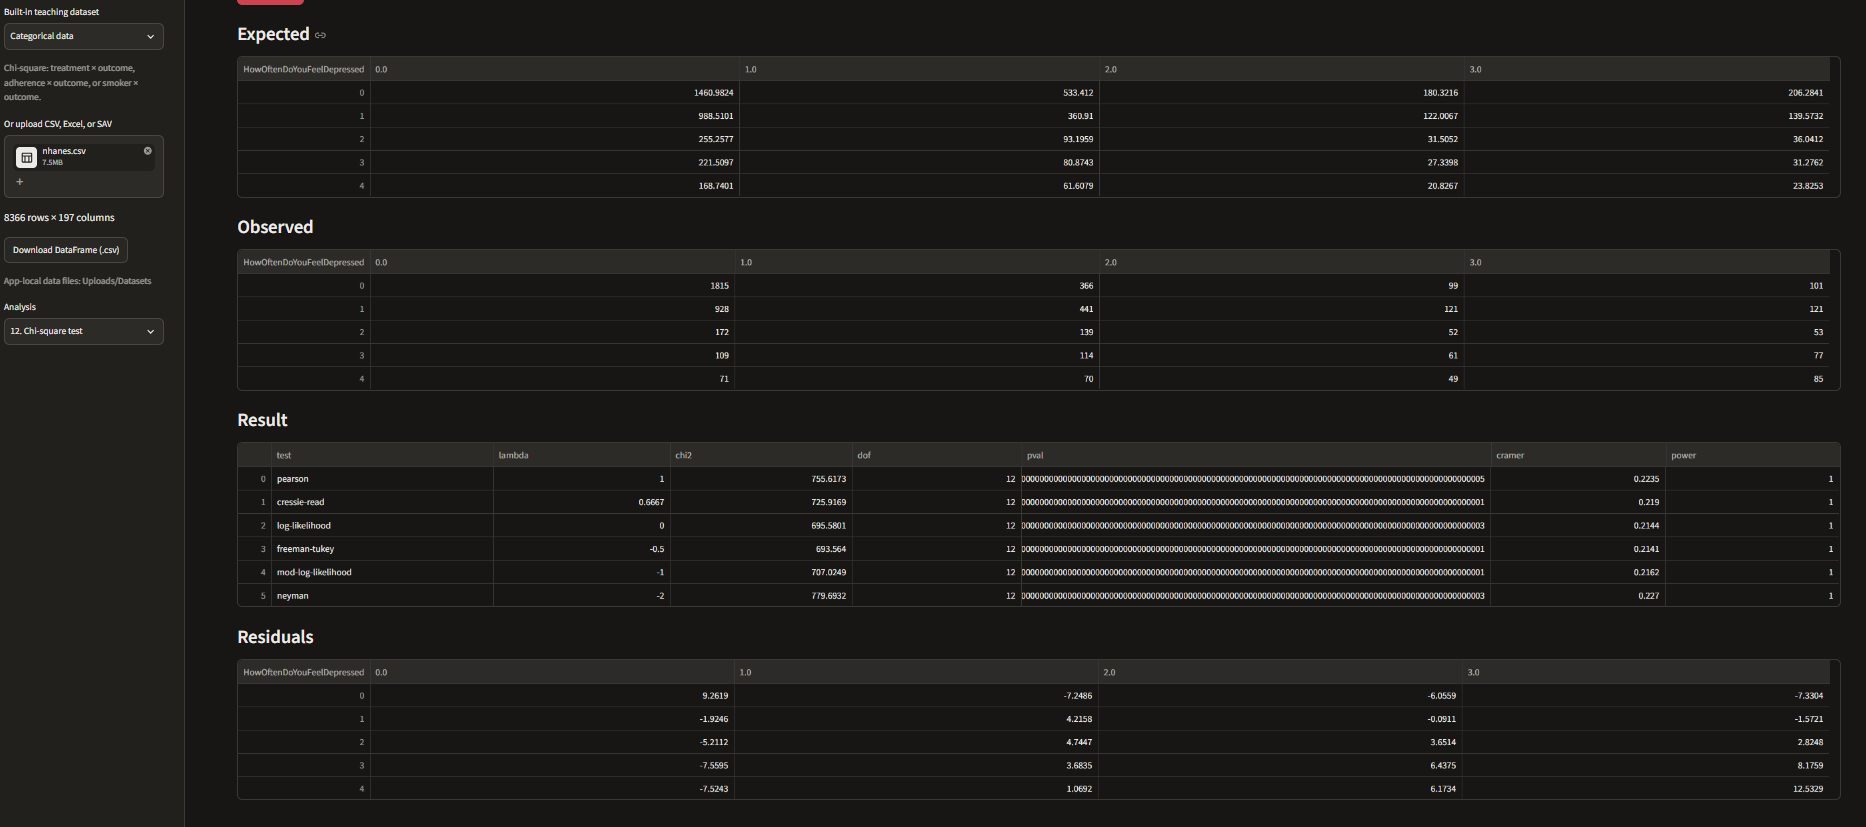 Built-in teaching dataset
Categorical data
Chi-square: treatment × outcome,
adherence × outcome, or smoker ×
outcome.
Or upload CSV, Excel, or SAV
nhanes.csv
7.5MB
+
8366 rows × 197 columns
Download DataFrame (.csv)
App-local data files: Uploads/Datasets
Analysis
12. Chi-square test
Expected
HowOftenDoYouFeelDepressed 0.0 1.0 2.0 3.0
0 1460.9824 533.412 180.3216 206.2841
1 988.5101 360.91 122.0067 139.5732
2 255.2577 93.1959 31.5052 36.0412
3 221.5097 80.8743 27.3398 31.2762
4 168.7401 61.6079 20.8267 23.8253
Observed
HowOftenDoYouFeelDepressed 0.0 1.0 2.0 3.0
0 1815 366 99 101
1 928 441 121 121
2 172 139 52 53
3 109 114 61 77
4 71 70 49 85
Result
test lambda chi2 dof pval cramer power
0 pearson 1 755.6173 12 0.2235 1
1 cressie-read 0.6667 725.9169 12 0.219 1
2 log-likelihood 0 695.5801 12 0.2144 1
3 freeman-tukey -0.5 693.564 12 0.2141 1
4 mod-log-likelihood -1 707.0249 12 0.2162 1
5 neyman -2 779.6932 12 0.227 1
Residuals
HowOftenDoYouFeelDepressed 0.0 1.0 2.0 3.0
0 9.2619 -7.2486 -6.0559 -7.3304
1 -1.9246 4.2158 -0.0911 -1.5721
2 -5.2112 4.7447 3.6514 2.8248
3 -7.5595 3.6835 6.4375 8.1759
4 -7.5243 1.0692 6.1734 12.5329